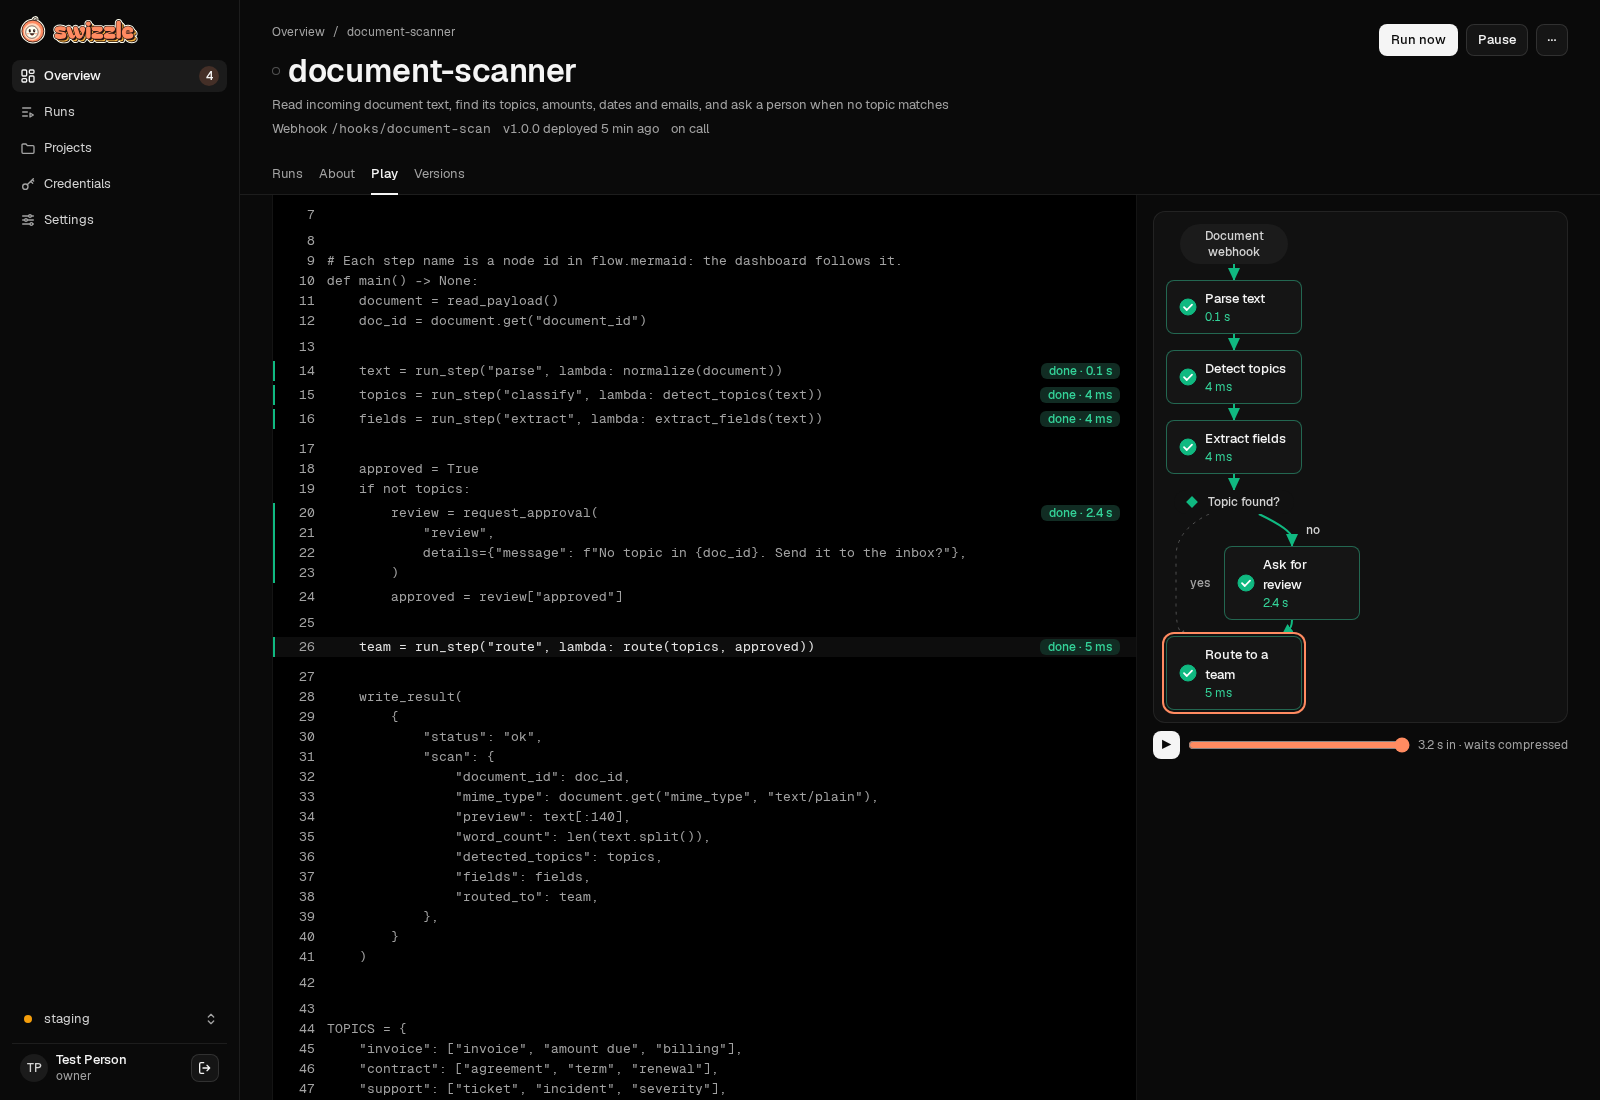 swizzle
Overview 4
Runs
Projects
Credentials
Settings
staging
TP
Test Person
owner
Overview / document-scanner
document-scanner
Read incoming document text, find its topics, amounts, dates and emails, and ask a person when no topic matches
Webhook /hooks/document-scan v1.0.0 deployed 5 min ago on call
Run now Pause ...
Runs About Play Versions
7
8
9 # Each step name is a node id in flow.mermaid: the dashboard follows it.
10 def main() -> None:
11     document = read_payload()
12     doc_id = document.get("document_id")
13
14     text = run_step("parse", lambda: normalize(document)) done · 0.1 s
15     topics = run_step("classify", lambda: detect_topics(text)) done · 4 ms
16     fields = run_step("extract", lambda: extract_fields(text)) done · 4 ms
17
18     approved = True
19     if not topics:
20         review = request_approval( done · 2.4 s
21             "review",
22             details={"message": f"No topic in {doc_id}. Send it to the inbox?"},
23         )
24         approved = review["approved"]
25
26     team = run_step("route", lambda: route(topics, approved)) done · 5 ms
27
28     write_result(
29         {
30             "status": "ok",
31             "scan": {
32                 "document_id": doc_id,
33                 "mime_type": document.get("mime_type", "text/plain"),
34                 "preview": text[:140],
35                 "word_count": len(text.split()),
36                 "detected_topics": topics,
37                 "fields": fields,
38                 "routed_to": team,
39             },
40         }
41     )
42
43
44 TOPICS = {
45     "invoice": ["invoice", "amount due", "billing"],
46     "contract": ["agreement", "term", "renewal"],
47     "support": ["ticket", "incident", "severity"],
Document
webhook
Parse text
0.1 s
Detect topics
4 ms
Extract fields
4 ms
Topic found?
no
yes
Ask for
review
2.4 s
Route to a
team
5 ms
3.2 s in · waits compressed